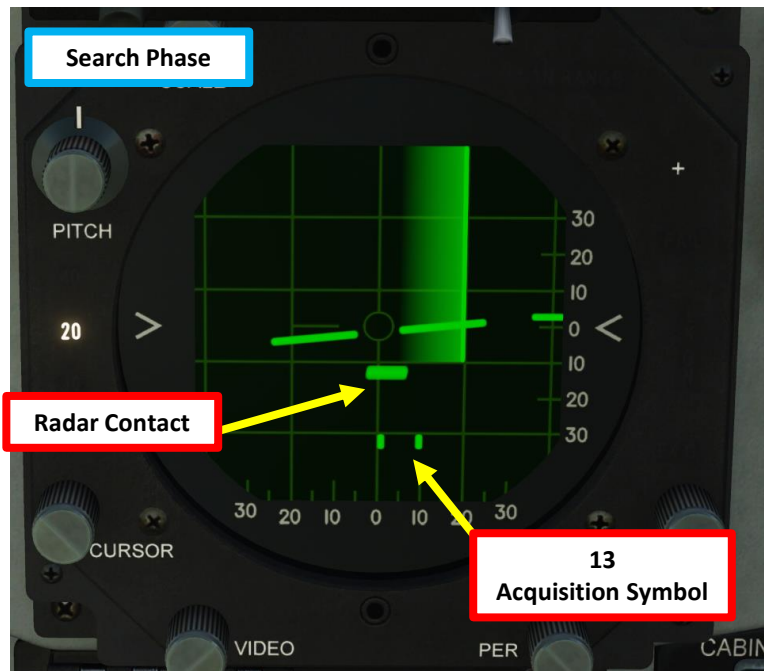 Search Phase
PITCH
30
20
10
20
> <
0
10
Radar Contact
20
30
30 20 10 0 10 20 30
CURSOR
13
Acquisition Symbol
VIDEO
PER
CABIN